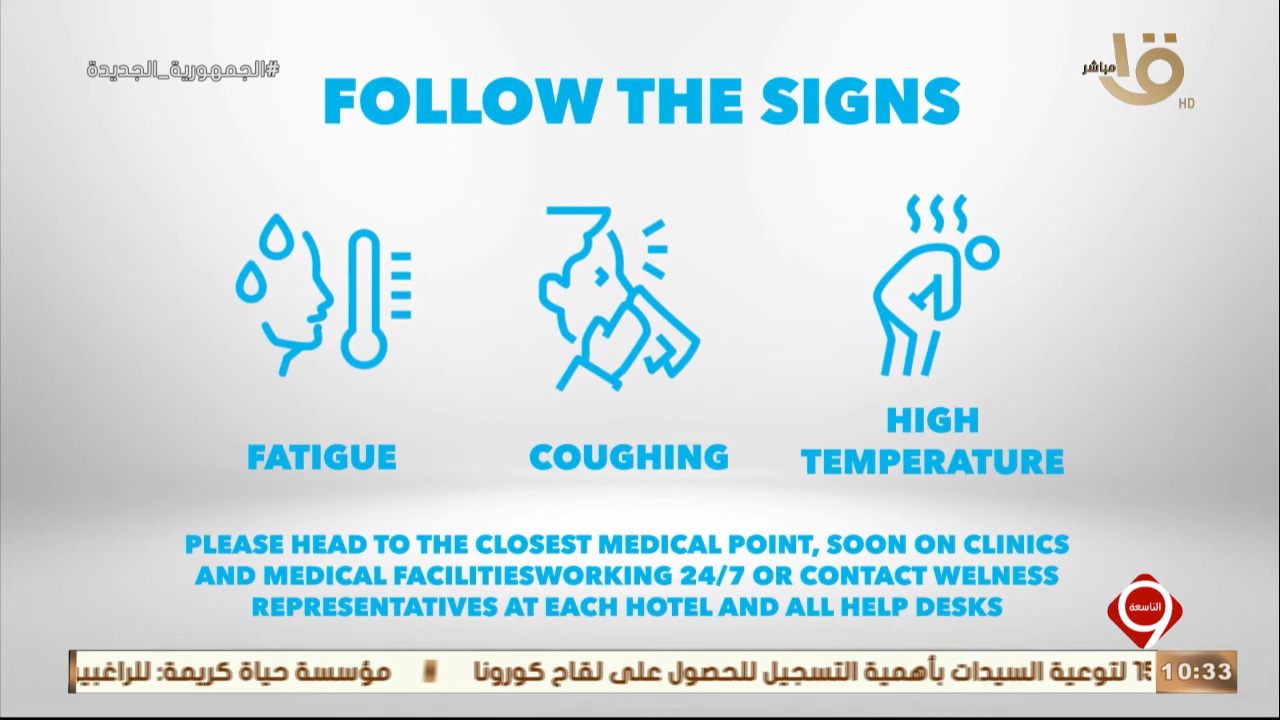 #الجمهورية_الجديدة
مباشر
HD
FOLLOW THE SIGNS
FATIGUE
COUGHING
HIGH
TEMPERATURE
PLEASE HEAD TO THE CLOSEST MEDICAL POINT, SOON ON CLINICS
AND MEDICAL FACILITIESWORKING 24/7 OR CONTACT WELNESS
REPRESENTATIVES AT EACH HOTEL AND ALL HELP DESKS
التاسعة
9
لتوعية السيدات بأهمية التسجيل للحصول على لقاح كورونا مؤسسة حياة كريمة:
10:33